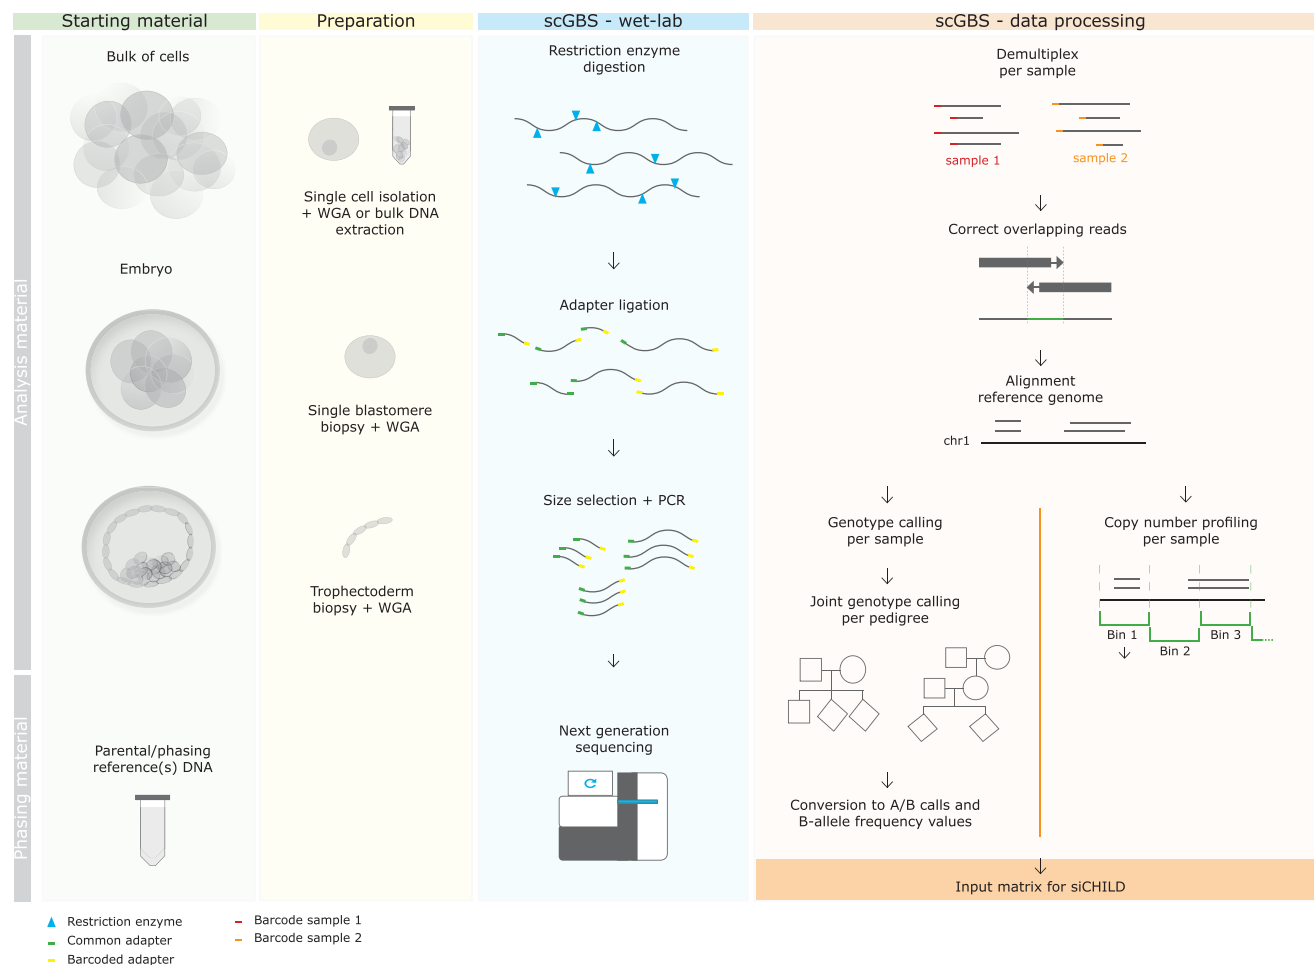 Starting material
Preparation
scGBS - wet-lab
scGBS - data processing
Analysis material
Phasing material
Bulk of cells
Embryo
Parental/phasing
reference(s) DNA
Single cell isolation
+ WGA or bulk DNA
extraction
Single blastomere
biopsy + WGA
Trophectoderm
biopsy + WGA
Restriction enzyme
digestion
Adapter ligation
Size selection + PCR
Next generation
sequencing
Demultiplex
per sample
sample 1
sample 2
Correct overlapping reads
Alignment
reference genome
chr1
Genotype calling
per sample
Joint genotype calling
per pedigree
Conversion to A/B calls and
B-allele frequency values
Copy number profiling
per sample
Bin 1
Bin 2
Bin 3
Input matrix for siCHILD
Restriction enzyme
Common adapter
Barcoded adapter
Barcode sample 1
Barcode sample 2